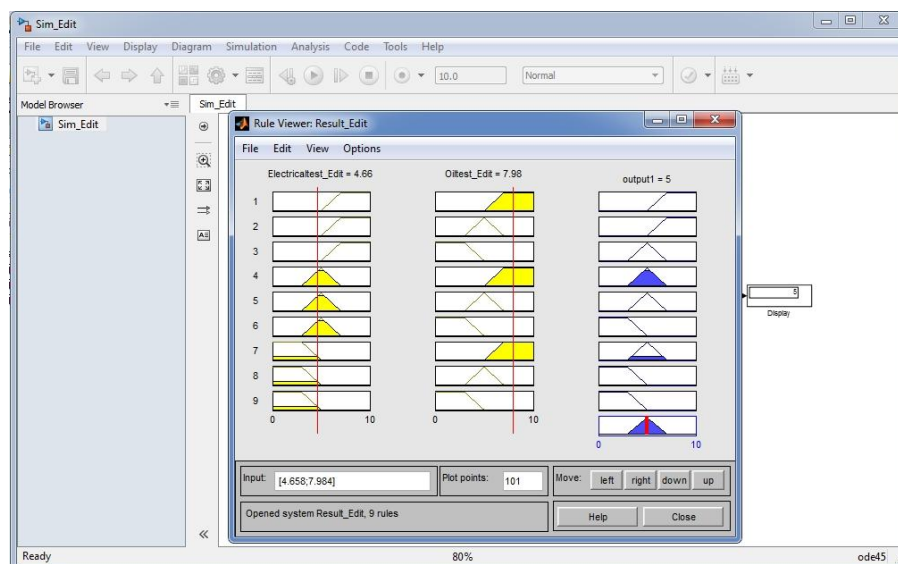 Sim_Edit
File Edit View Display Diagram Simulation Analysis Code Tools Help
10.0 Normal
Model Browser Sim_Edit
Sim_Edit
Rule Viewer: Result_Edit
File Edit View Options
Electricaltest_Edit = 4.66 Oiltest_Edit = 7.98 output1 = 5
1
2
3
4
5
6
7
8
9
0 10 0 10
0 10
5
Display
Input: [4.658;7.984] Plot points: 101 Move: left right down up
Opened system Result_Edit, 9 rules Help Close
Ready 80% ode45